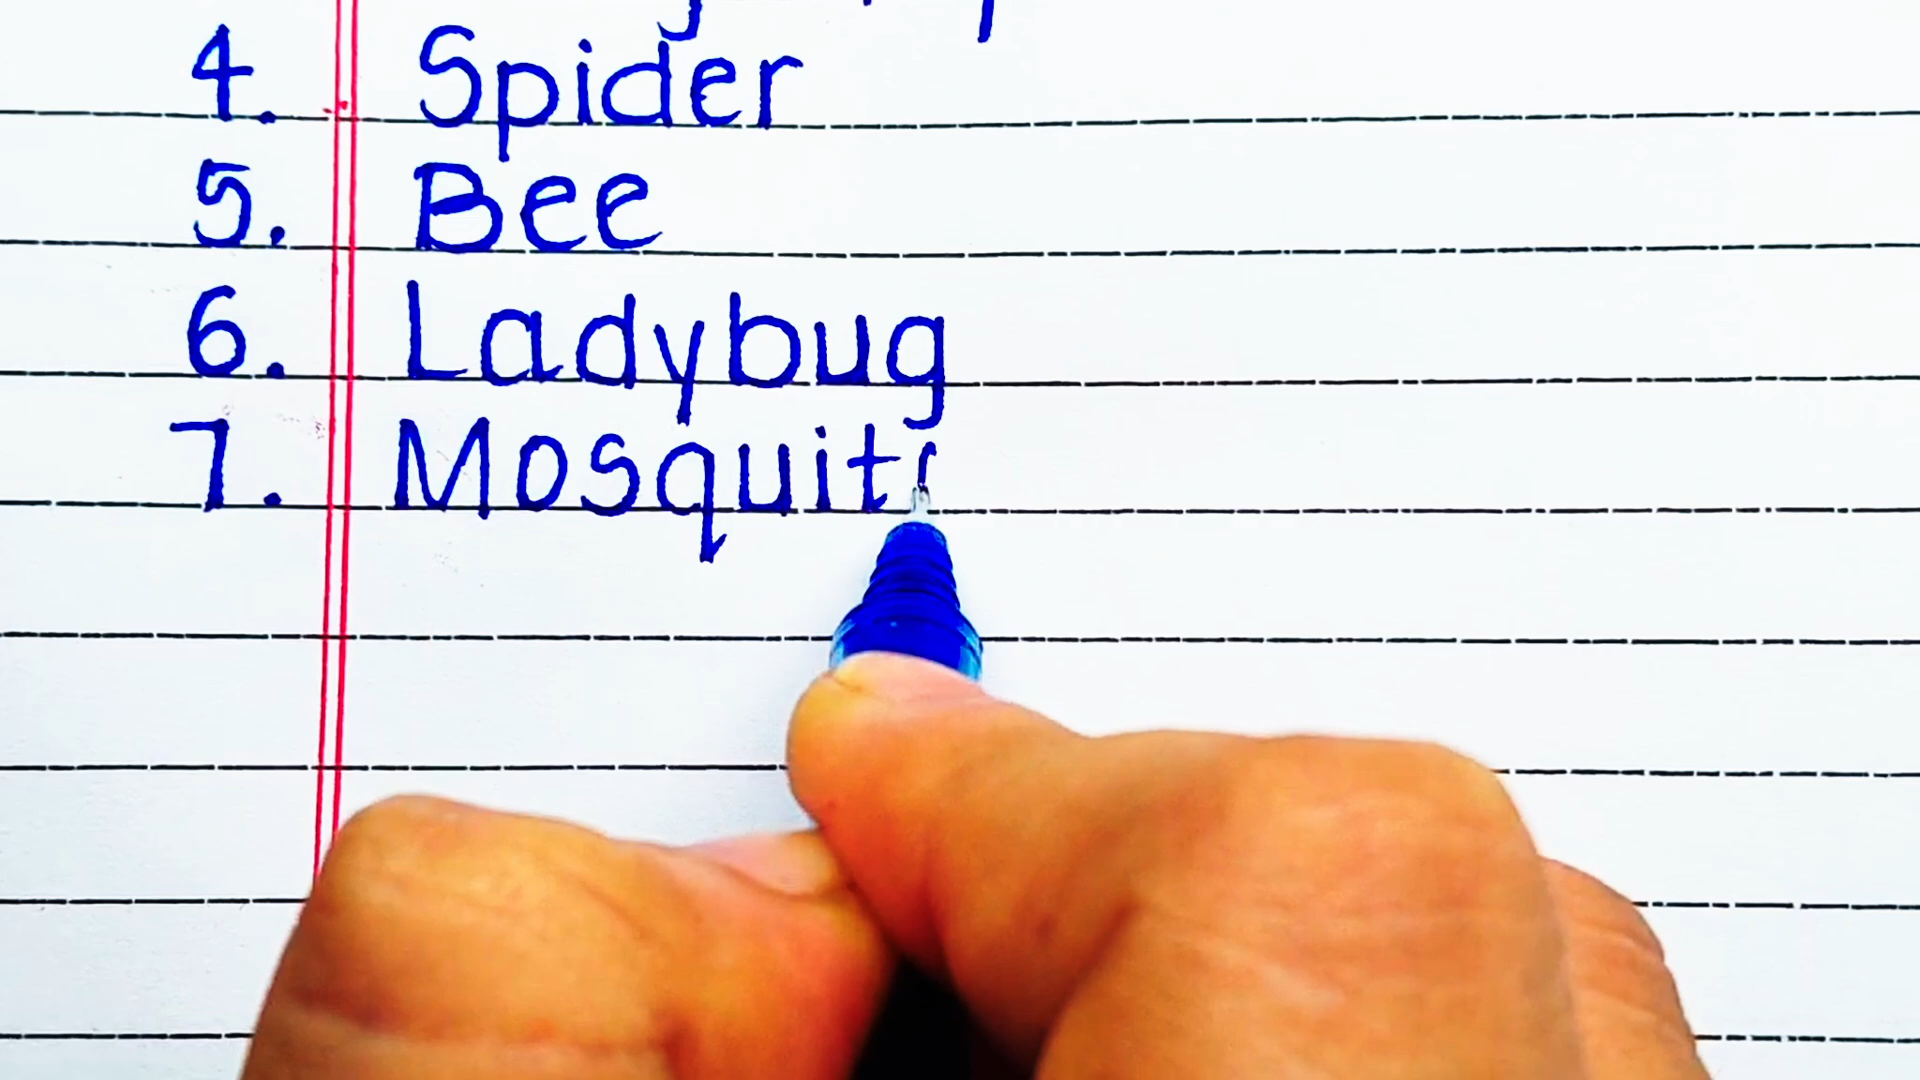 4. Spider
5. Bee
6. Ladybug
7. Mosquit